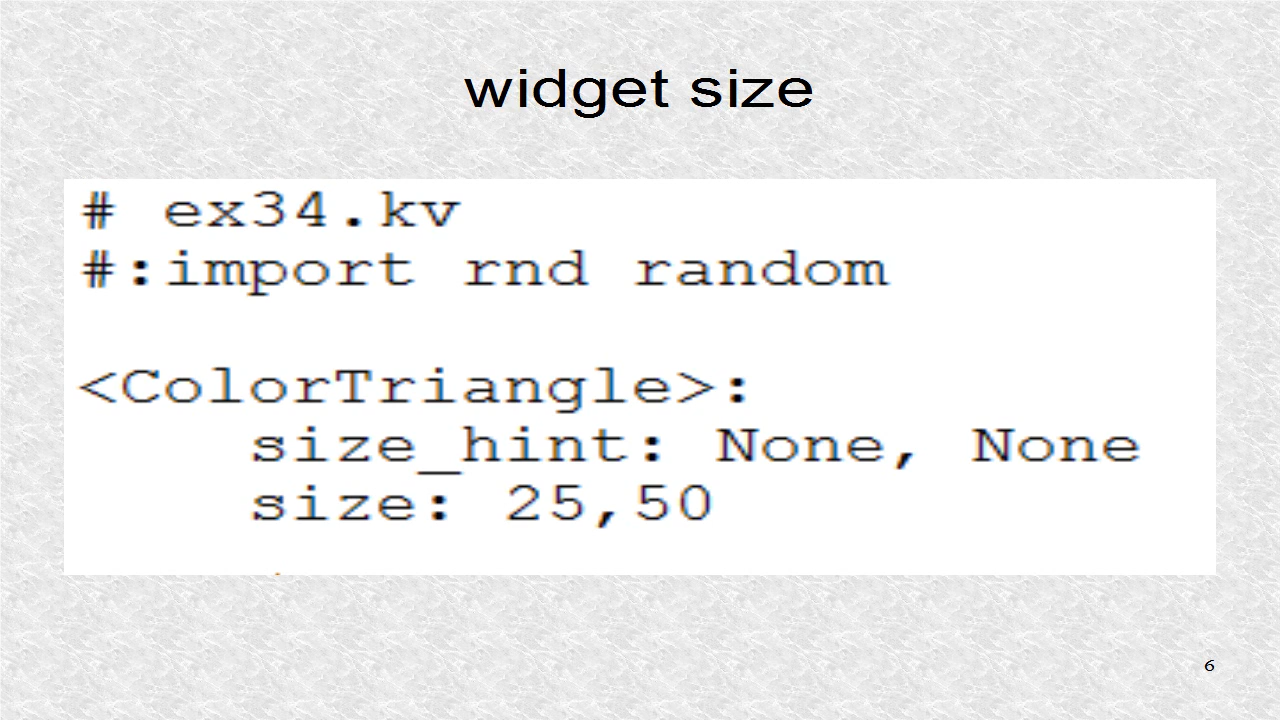 widget size
# ex34.kv
#:import rnd random
<ColorTriangle>:
size_hint: None, None
size: 25,50
6